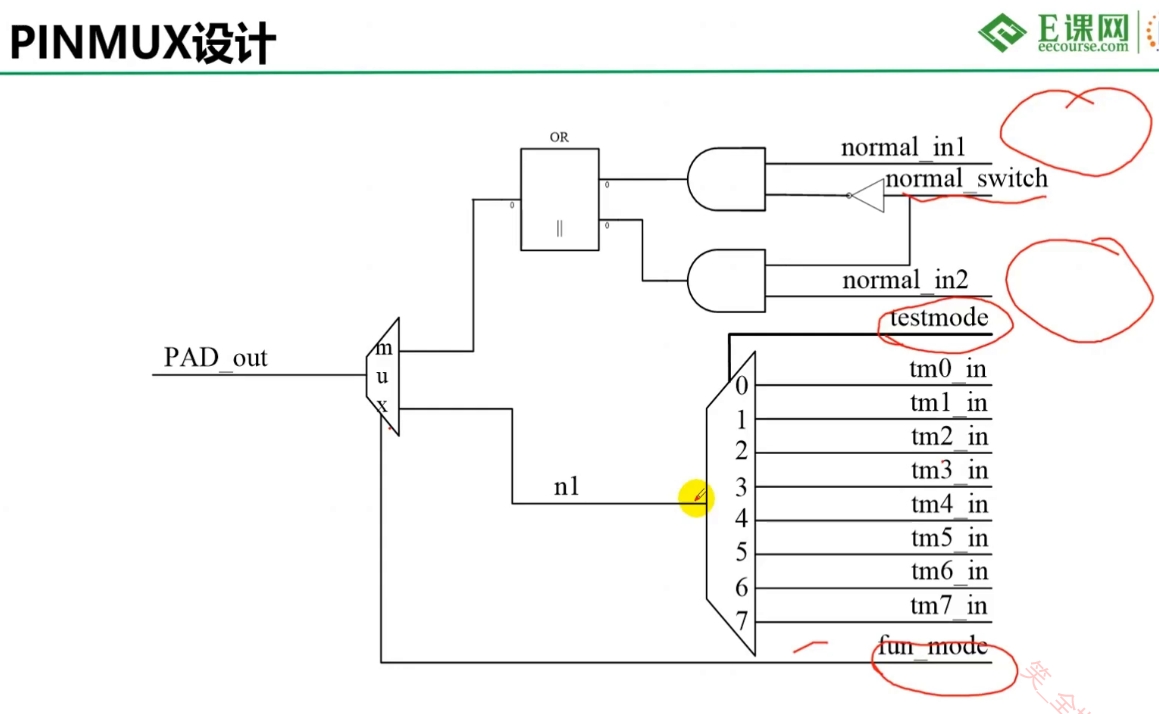 PINMUX设计
E课网
eecourse.com
OR
normal_in1
normal_switch
0
0
0
||
normal_in2
testmode
mux
PAD_out
tm0_in
0
tm1_in
1
tm2_in
2
tm3_in
3
n1
tm4_in
4
tm5_in
5
tm6_in
6
tm7_in
7
fun_mode